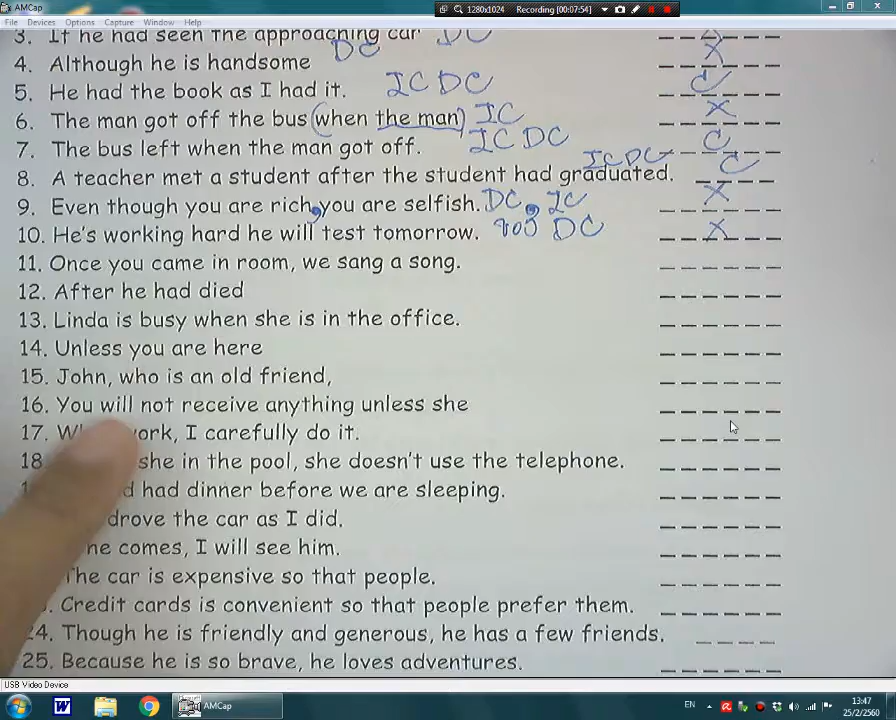 AMCap
1280x1024 Recording [00:07:54]
File Devices Options Capture Window Help
3. If he had seen the approaching car DC
4. Although he is handsome DC X
5. He had the book as I had it. IC DC C
6. The man got off the bus (when the man) IC X
7. The bus left when the man got off. IC DC C
8. A teacher met a student after the student had graduated. IC DC C
9. Even though you are rich, you are selfish. DC, IC X
10. He's working hard he will test tomorrow. DC X
11. Once you came in room, we sang a song.
12. After he had died
13. Linda is busy when she is in the office.
14. Unless you are here
15. John, who is an old friend,
16. You will not receive anything unless she
17. work, I carefully do it.
18 she in the pool, she doesn't use the telephone.
had dinner before we are sleeping.
drove the car as I did.
comes, I will see him.
The car is expensive so that people.
Credit cards is convenient so that people prefer them.
24. Though he is friendly and generous, he has a few friends.
25. Because he is so brave, he loves adventures.
USB Video Device
AMCap
EN
13:47
25/2/2560